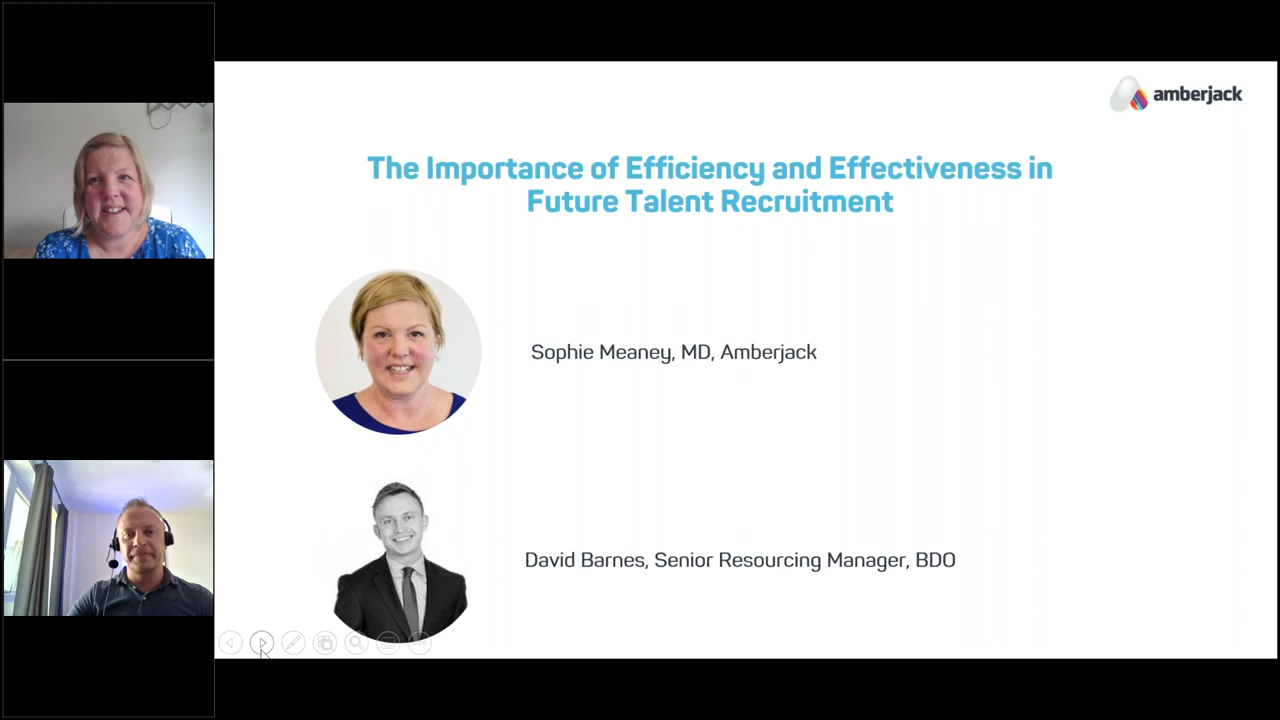 amberjack
The Importance of Efficiency and Effectiveness in
Future Talent Recruitment
Sophie Meaney, MD, Amberjack
David Barnes, Senior Resourcing Manager, BDO